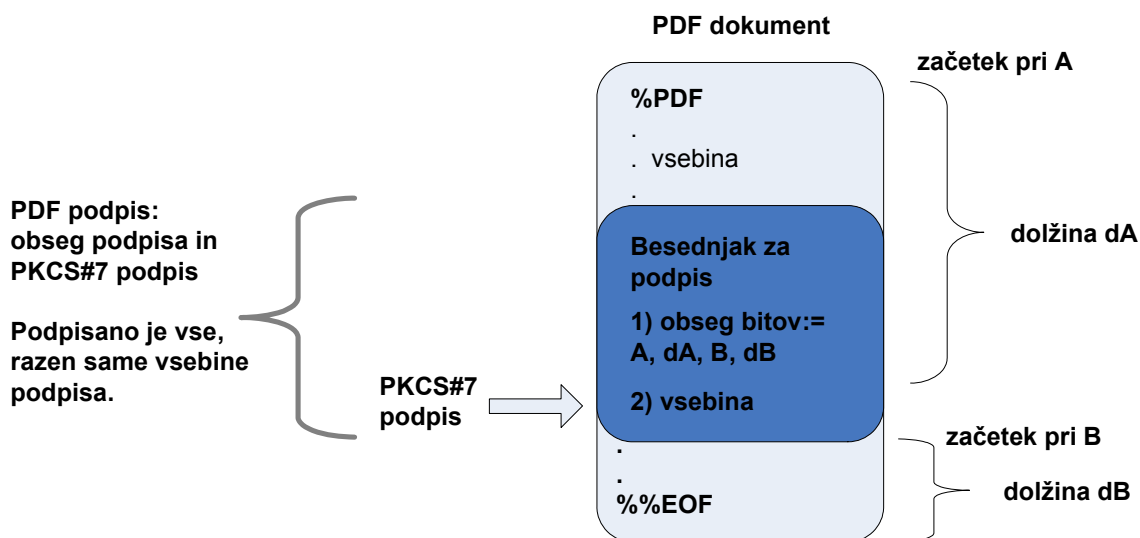 PDF dokument
začetek pri A
%PDF
.
. vsebina
.
PDF podpis:
obseg podpisa in
PKCS#7 podpis
Podpisano je vse,
razen same vsebine
podpisa.
dolžina dA
Besednjak za
podpis
1) obseg bitov:=
A, dA, B, dB
2) vsebina
PKCS#7
podpis
začetek pri B
.
.
%%EOF
dolžina dB